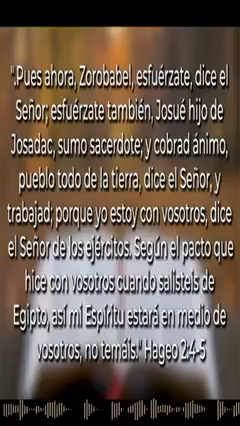 ".Pues ahora, Zorobabel, esfuérzate, dice el
Señor; esfuérzate también, Josué hijo de
Josadac, sumo sacerdote; y cobrad ánimo,
pueblo todo de la tierra, dice el Señor, y
trabajad; porque yo estoy con vosotros, dice
el Señor de los ejércitos. Según el pacto que
hice con vosotros cuando salisteis de
Egipto, así mi Espíritu estará en medio de
vosotros, no temáis." Hageo 2:4-5